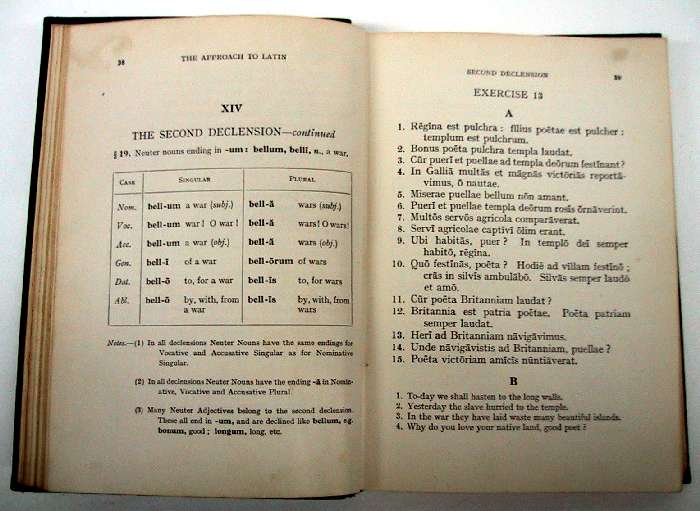 38 THE APPROACH TO LATIN
XIV
THE SECOND DECLENSION—continued
§ 19. Neuter nouns ending in -um: bellum, bellī, n., a war.
CASE SINGULAR PLURAL
Nom. bell-um a war (subj.) bell-ă wars (subj.)
Voc. bell-um war! O war! bell-ă wars! O wars!
Acc. bell-um a war (obj.) bell-ă wars (obj.)
Gen. bell-ī of a war bell-ōrum of wars
Dat. bell-ō to, for a war bell-īs to, for wars
Abl. bell-ō by, with, from bell-īs by, with, from
a war wars
Notes.—(1) In all declensions Neuter Nouns have the same endings for
Vocative and Accusative Singular as for Nominative
Singular.
(2) In all declensions Neuter Nouns have the ending -ă in Nomin-
ative, Vocative and Accusative Plural.
(3) Many Neuter Adjectives belong to the second declension.
These all end in -um, and are declined like bellum, eg.
bonum, good; longum, long, etc.
SECOND DECLENSION 39
EXERCISE 13
A
1. Rēgīna est pulchra: fīlius poētae est pulcher:
templum est pulchrum.
2. Bonus poēta pulchra templa laudat.
3. Cūr puerī et puellae ad templa deōrum festīnant?
4. In Galliā multās et māgnās victōriās reportā-
vimus, ō nautae.
5. Miserae puellae bellum nōn amant.
6. Puerī et puellae templa deōrum rosīs ōrnāverint.
7. Multōs servōs agricola comparāverat.
8. Servī agricolae captīvī ōlim erant.
9. Ubi habitās, puer? In templō deī semper
habitō, rēgīna.
10. Quō festīnās, poēta? Hodiē ad vīllam festīnō;
crās in silvīs ambulābō. Silvās semper laudō
et amō.
11. Cūr poēta Britanniam laudat?
12. Britannia est patria poētae. Poēta patriam
semper laudat.
13. Herī ad Britanniam nāvigāvimus.
14. Unde nāvigāvistis ad Britanniam, puellae?
15. Poēta victōriam amīcīs nūntiāverat.
B
1. To-day we shall hasten to the long walls.
2. Yesterday the slave hurried to the temple.
3. In the war they have laid waste many beautiful islands.
4. Why do you love your native land, good poet?